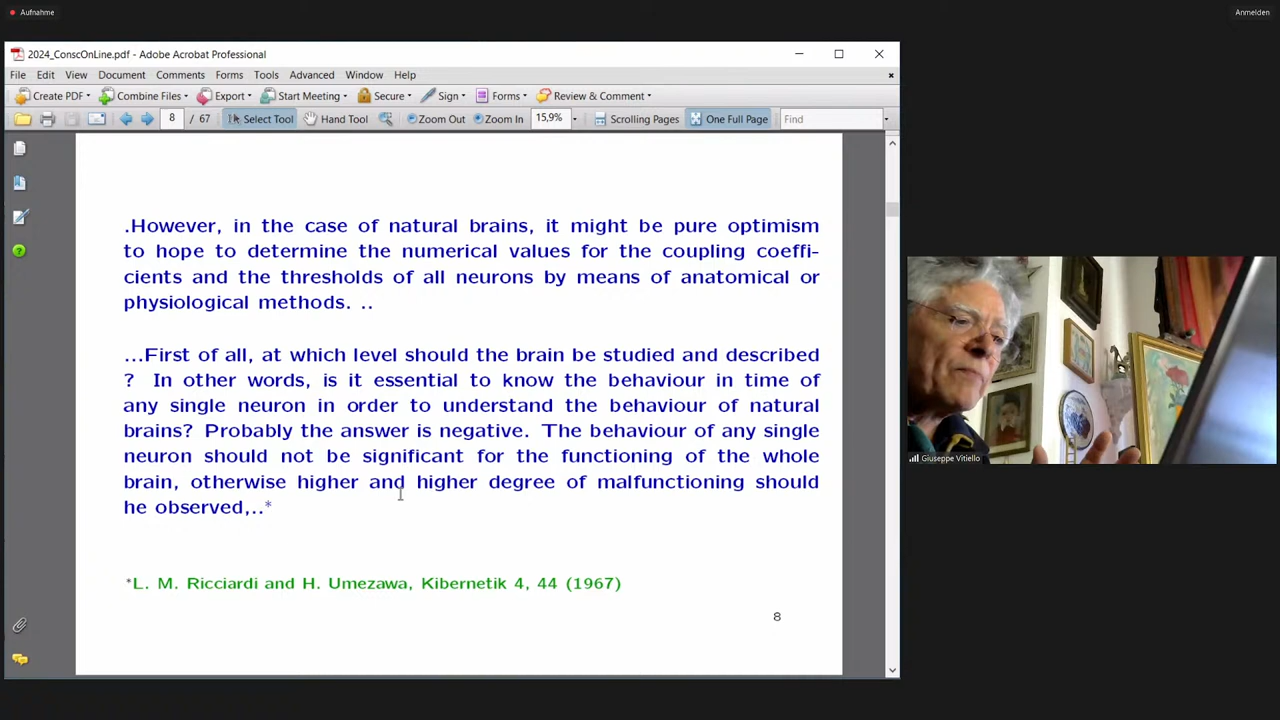 Aufnahme
Anmelden
2024_ConscOnLine.pdf - Adobe Acrobat Professional
File Edit View Document Comments Forms Tools Advanced Window Help
Create PDF Combine Files Export Start Meeting Secure Sign Forms Review & Comment
8 / 67 Select Tool Hand Tool Zoom Out Zoom In 15,9% Scrolling Pages One Full Page Find
.However, in the case of natural brains, it might be pure optimism
to hope to determine the numerical values for the coupling coeffi-
cients and the thresholds of all neurons by means of anatomical or
physiological methods. ..
...First of all, at which level should the brain be studied and described
? In other words, is it essential to know the behaviour in time of
any single neuron in order to understand the behaviour of natural
brains? Probably the answer is negative. The behaviour of any single
neuron should not be significant for the functioning of the whole
brain, otherwise higher and higher degree of malfunctioning should
he observed,..*
*L. M. Ricciardi and H. Umezawa, Kibernetik 4, 44 (1967)
8
Giuseppe Vitiello